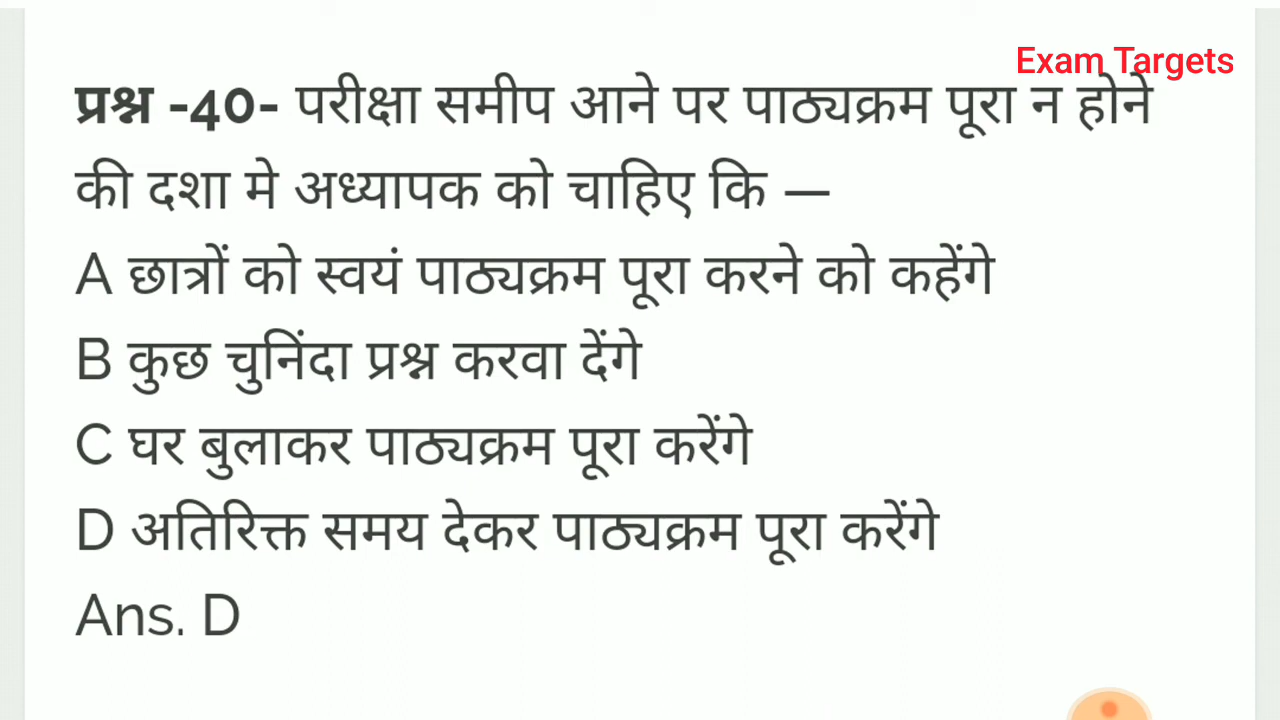 Exam Targets
प्रश्न -40- परीक्षा समीप आने पर पाठ्यक्रम पूरा न होने
की दशा मे अध्यापक को चाहिए कि —
A छात्रों को स्वयं पाठ्यक्रम पूरा करने को कहेंगे
B कुछ चुनिंदा प्रश्न करवा देंगे
C घर बुलाकर पाठ्यक्रम पूरा करेंगे
D अतिरिक्त समय देकर पाठ्यक्रम पूरा करेंगे
Ans. D